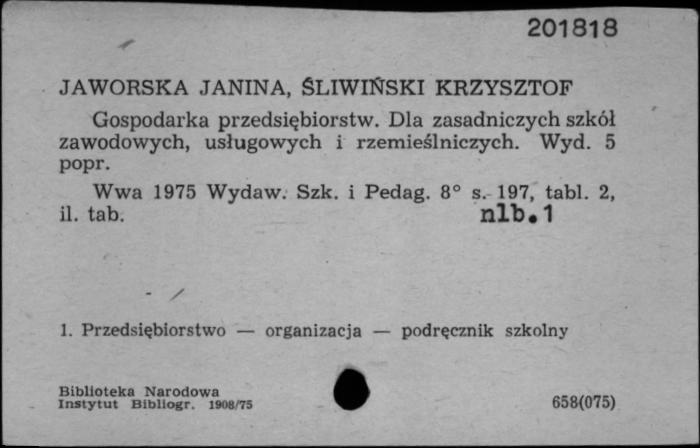 201818
JAWORSKA JANINA, ŚLIWIŃSKI KRZYSZTOF
Gospodarka przedsiębiorstw. Dla zasadniczych szkół
zawodowych, usługowych i rzemieślniczych. Wyd. 5
popr.
Wwa 1975 Wydaw. Szk. i Pedag. 8° s. 197, tabl. 2,
il. tab. nlb.1
1. Przedsiębiorstwo — organizacja — podręcznik szkolny
Biblioteka Narodowa
Instytut Bibliogr. 1908/75 658(075)